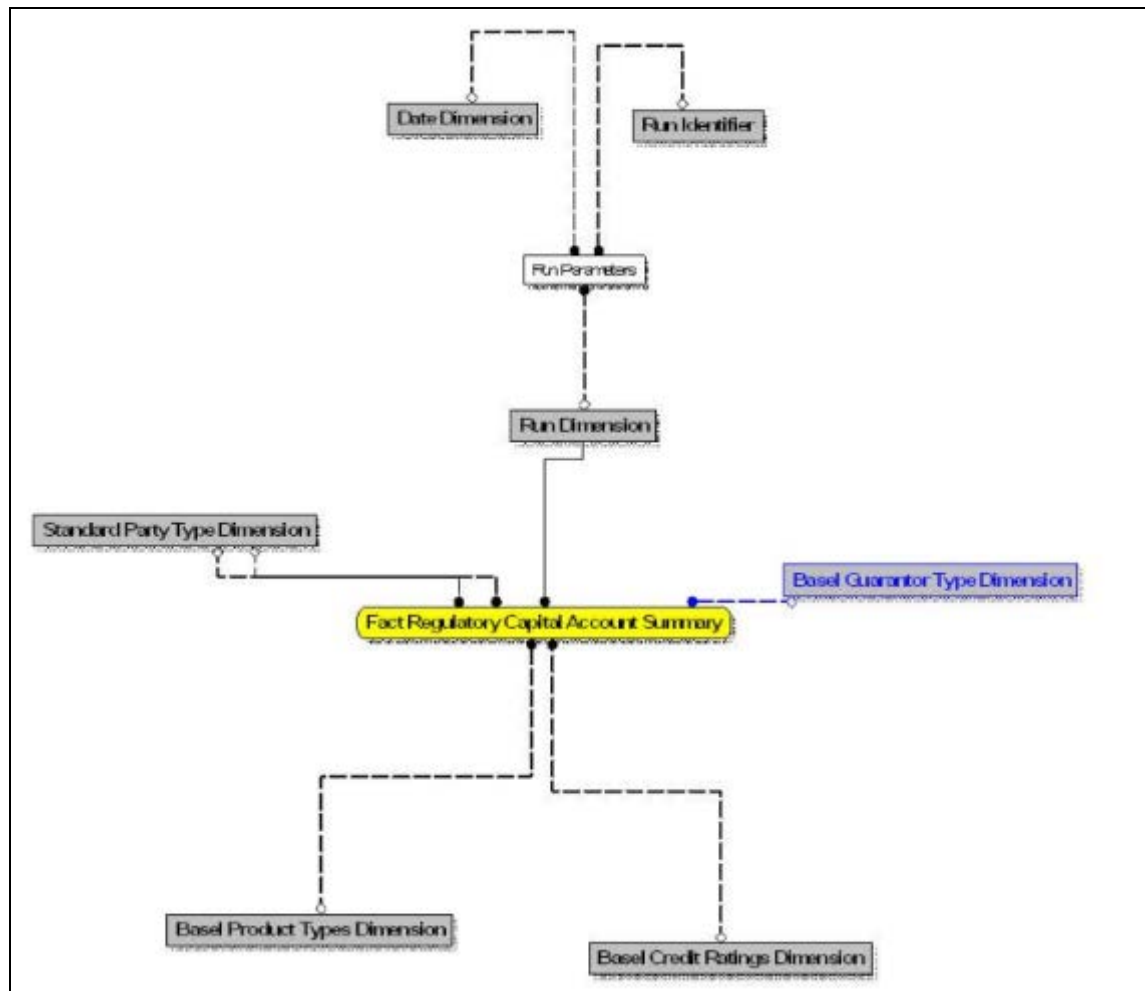 Date Dimension
Run Identifier
Run Parameters
Run Dimension
Standard Party Type Dimension
Basel Guarantor Type Dimension
Fact Regulatory Capital Account Summary
Basel Product Types Dimension
Basel Credit Ratings Dimension